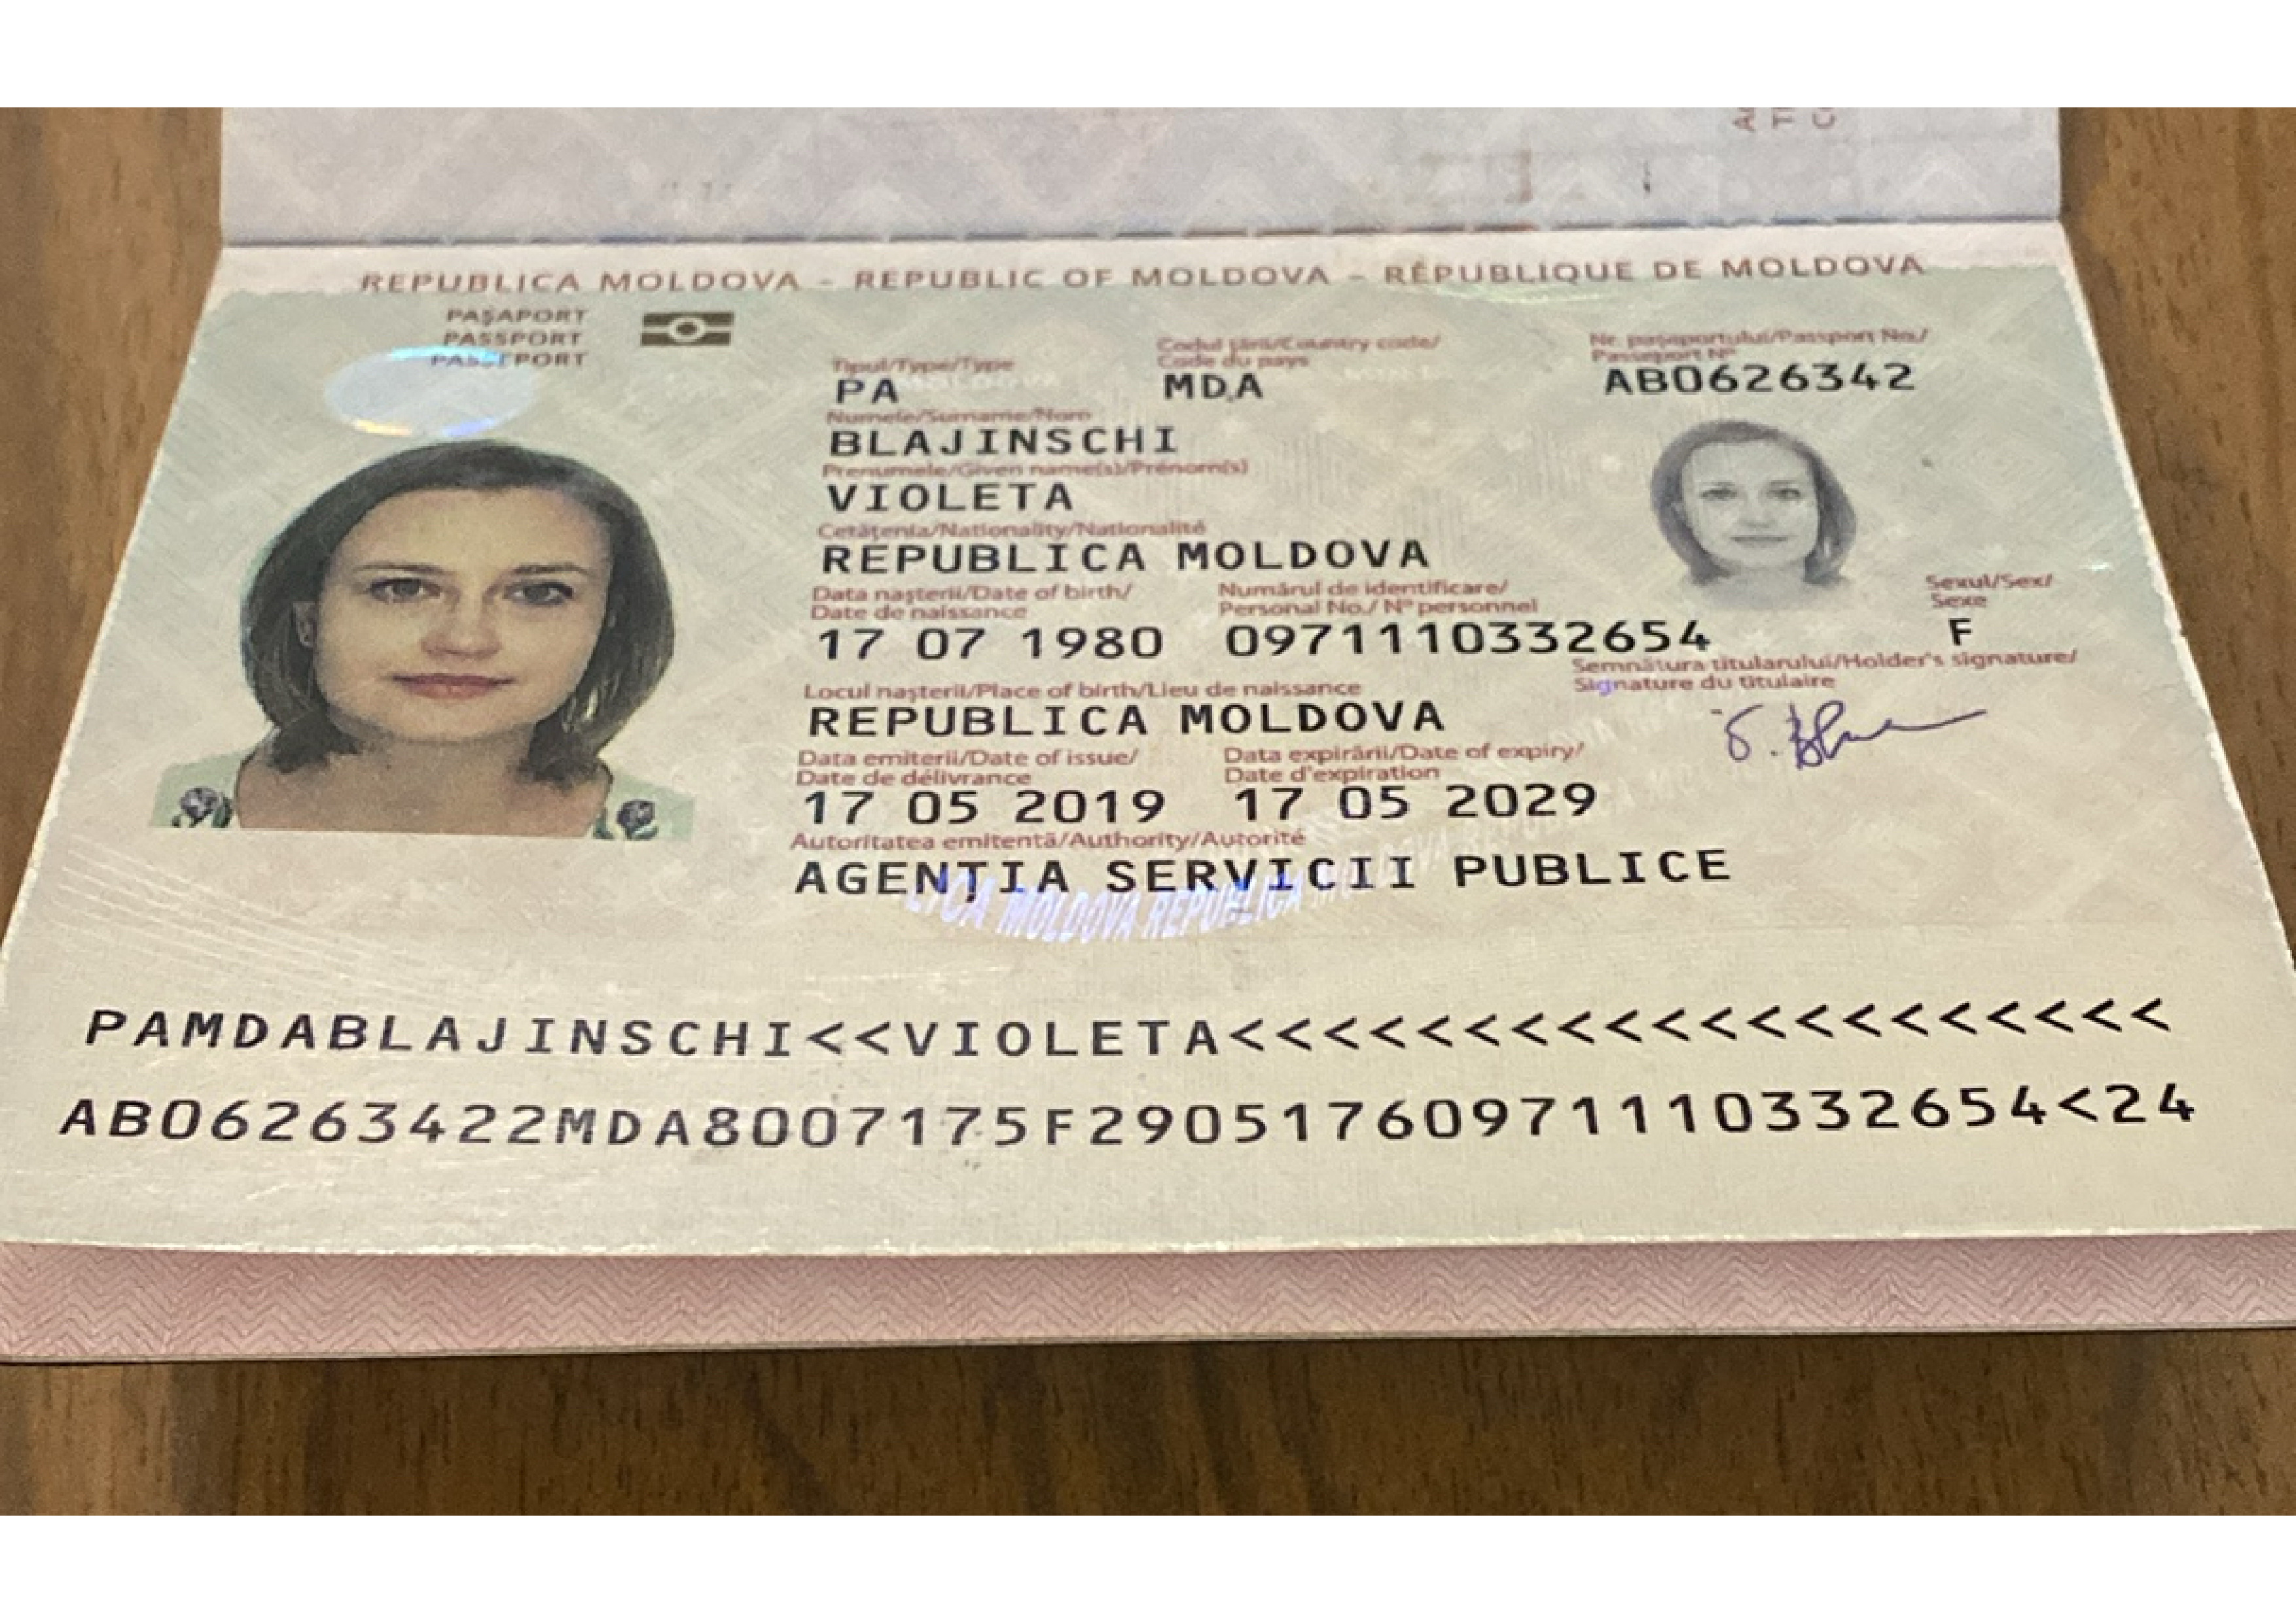 REPUBLICA MOLDOVA – REPUBLIC OF MOLDOVA – RÉPUBLIQUE DE MOLDOVA
PAŞAPORT
PASSPORT
PASSEPORT
Tipul/Type/Type
Codul ţării/Country code/
Code du pays
Nr. paşaportului/Passport No./
Passeport Nº
PA MDA AB0626342
Numele/Surname/Nom
BLAJINSCHI
Prenumele/Given name(s)/Prénom(s)
VIOLETA
Cetăţenia/Nationality/Nationalité
REPUBLICA MOLDOVA
Data naşterii/Date of birth/
Date de naissance
17 07 1980
Numărul de identificare/
Personal No./ Nº personnel
0971110332654
Sexul/Sex/
Sexe
F
Locul naşterii/Place of birth/Lieu de naissance
REPUBLICA MOLDOVA
Semnătura titularului/Holder's signature/
Signature du titulaire
Data emiterii/Date of issue/
Date de délivrance
17 05 2019
Data expirării/Date of expiry/
Date d'expiration
17 05 2029
Autoritatea emitentă/Authority/Autorité
AGENŢIA SERVICII PUBLICE
MOLDOVA REPUBLICA MOLDOVA
PAMDABLAJINSCHI<<VIOLETA<<<<<<<<<<<<<<<<<<<<
AB06263422MDA8007175F29051760971110332654<24